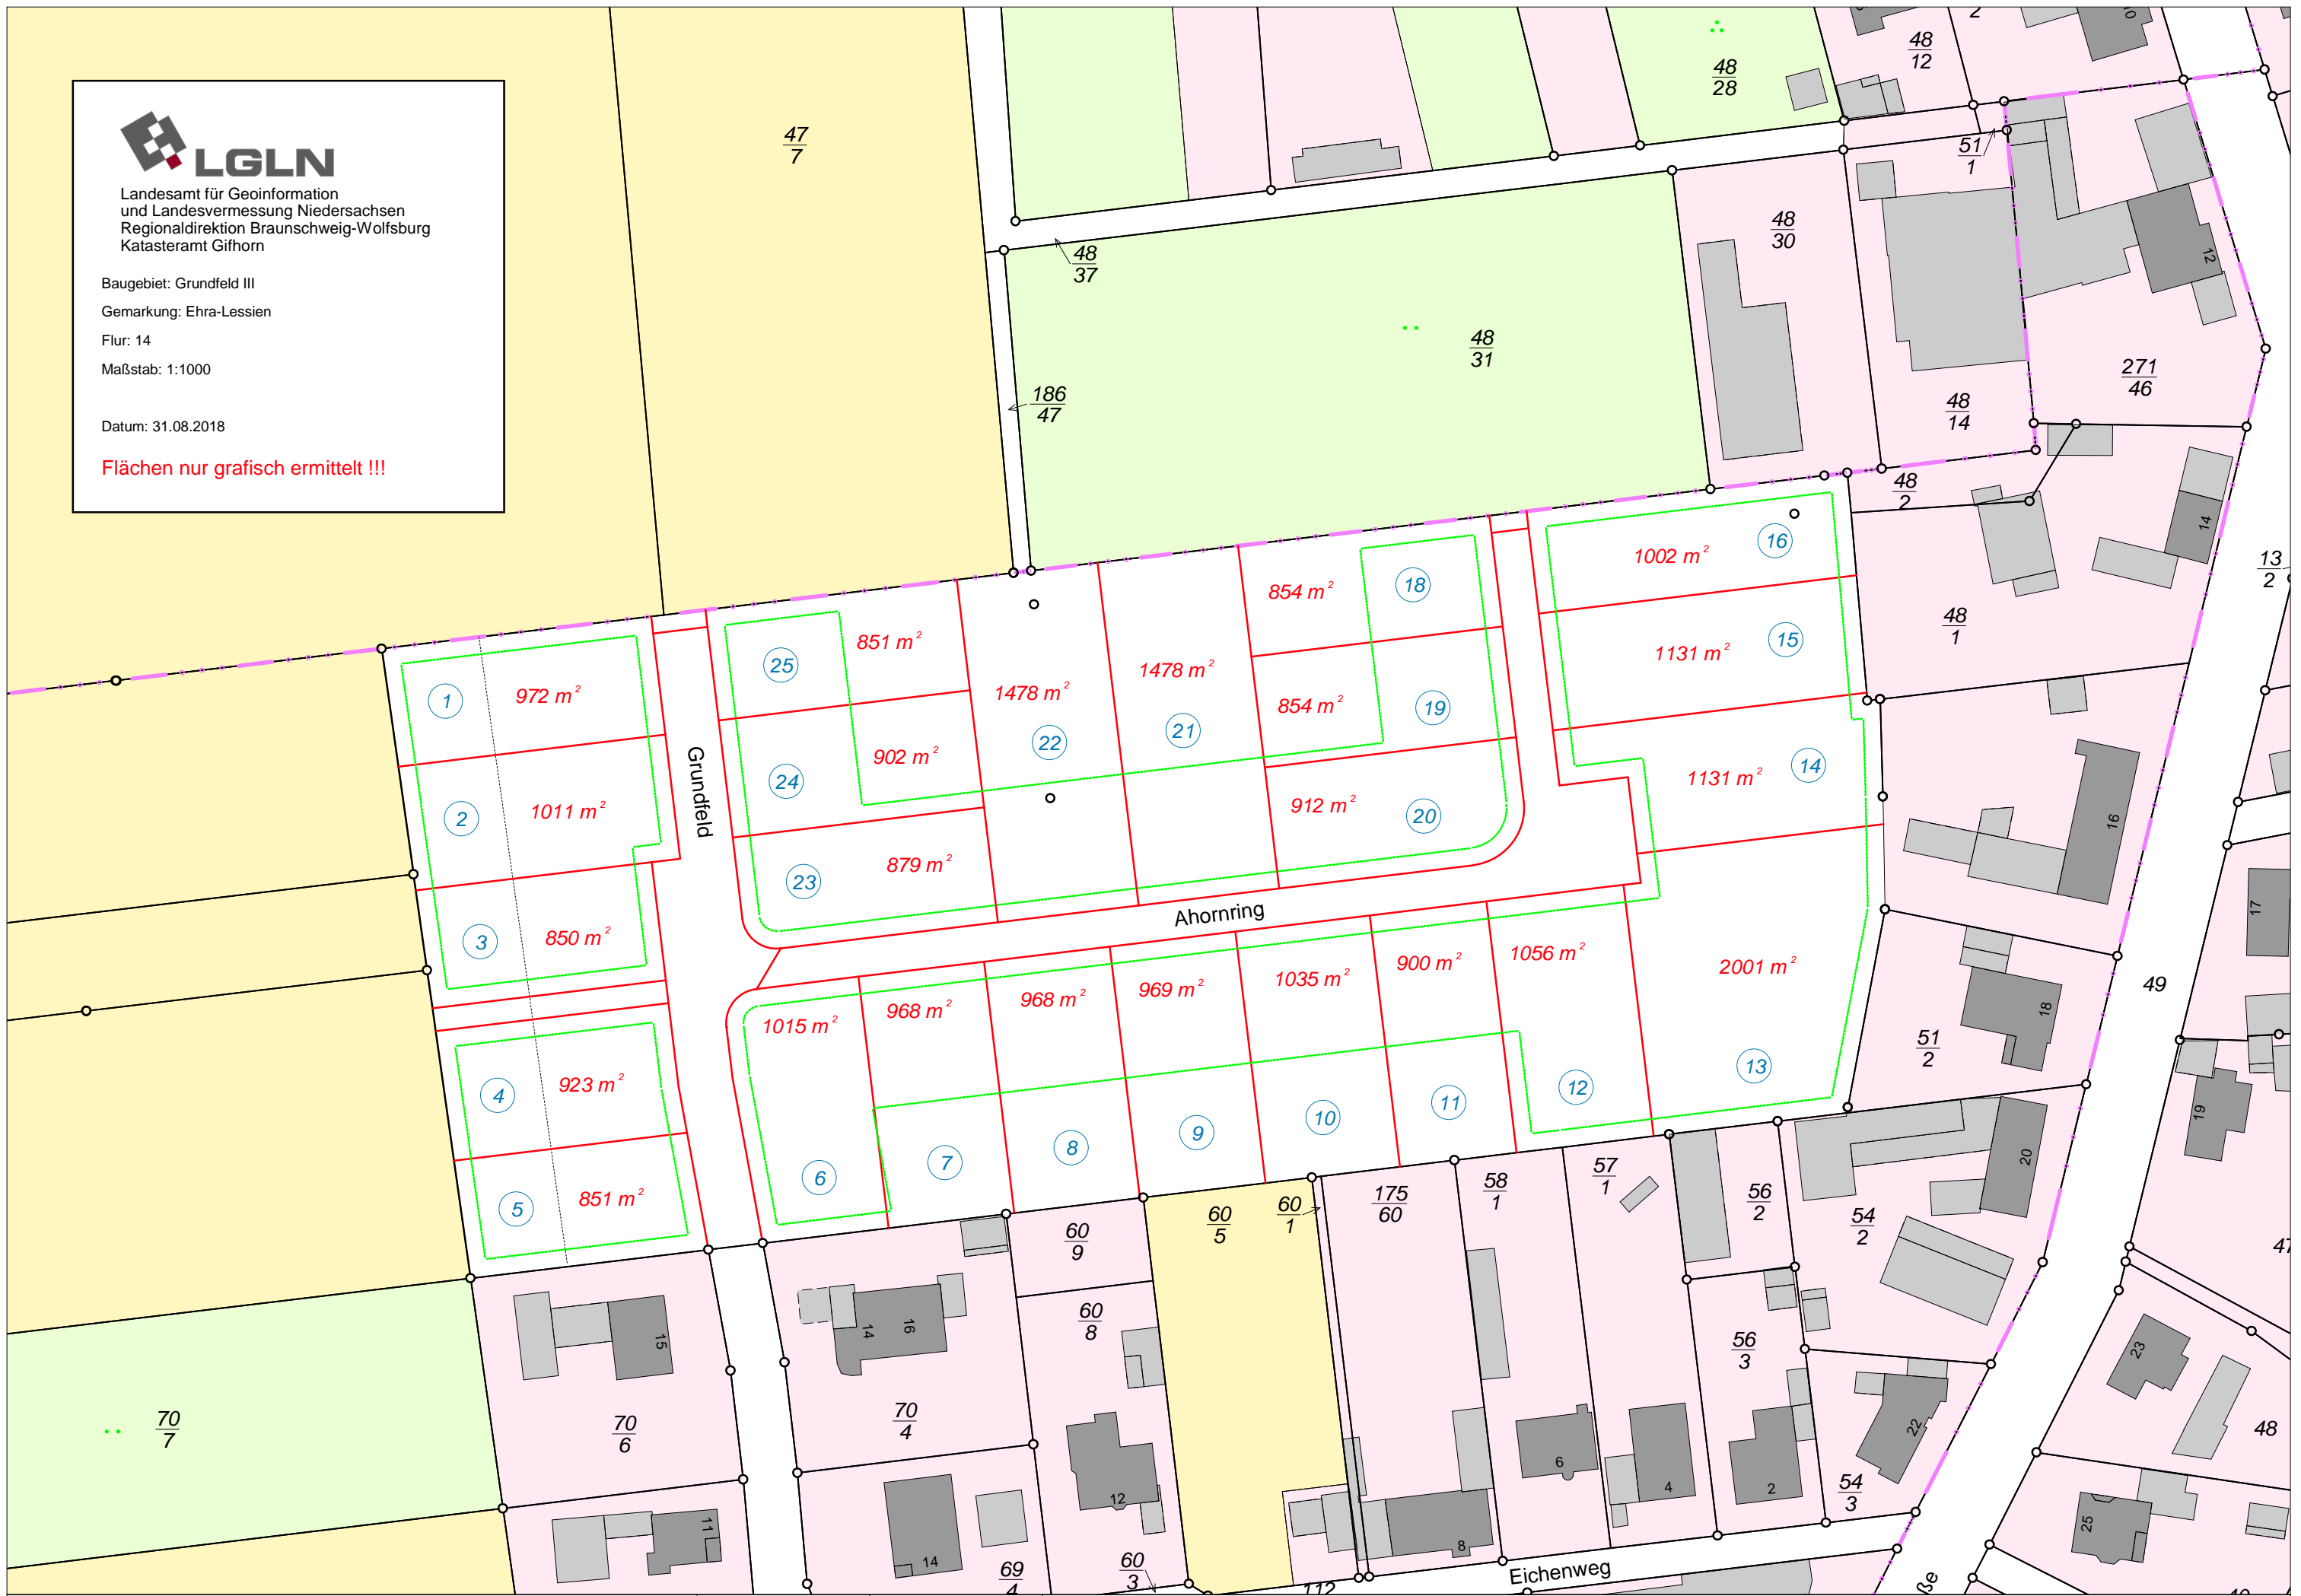 LGLN
Landesamt für Geoinformation
und Landesvermessung Niedersachsen
Regionaldirektion Braunschweig-Wolfsburg
Katasteramt Gifhorn
Baugebiet: Grundfeld III
Gemarkung: Ehra-Lessien
Flur: 14
Maßstab: 1:1000
Datum: 31.08.2018
Flächen nur grafisch ermittelt !!!
47
7
48
28
48
12
2
10
51
1
48
30
12
48
37
48
31
186
47
271
46
48
14
48
2
14
13
2
48
1
16
17
49
18
51
2
19
20
54
2
47
1
972 m²
2
1011 m²
3
850 m²
4
923 m²
5
851 m²
Grundfeld
25
851 m²
24
902 m²
23
879 m²
1478 m²
22
1478 m²
21
854 m²
18
854 m²
19
912 m²
20
1002 m²
16
1131 m²
15
1131 m²
14
Ahornring
1015 m²
6
968 m²
7
968 m²
8
969 m²
9
1035 m²
10
900 m²
11
1056 m²
12
2001 m²
13
60
9
60
5
60
1
175
60
58
1
57
1
56
2
15
14
16
60
8
56
3
23
70
7
70
6
70
4
22
48
12
6
4
2
54
3
11
14
69
4
60
3
8
112
Eichenweg
25
ße